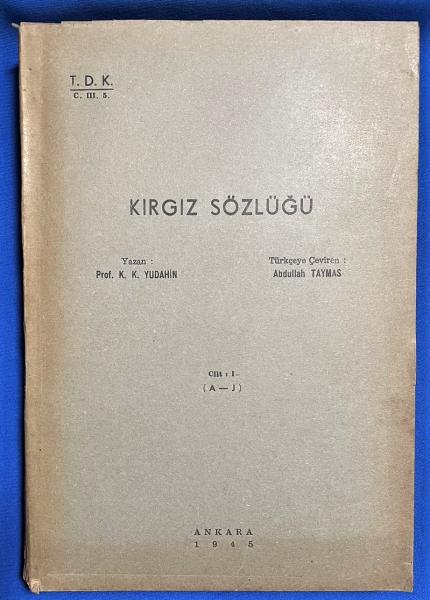 T. D. K.
C. III. 5.
KIRGIZ SÖZLÜĞÜ
Yazan :
Prof. K. K. YUDAHİN
Türkçeye Çeviren :
Abdullah TAYMAS
Cilt : I
( A — J )
ANKARA
1945